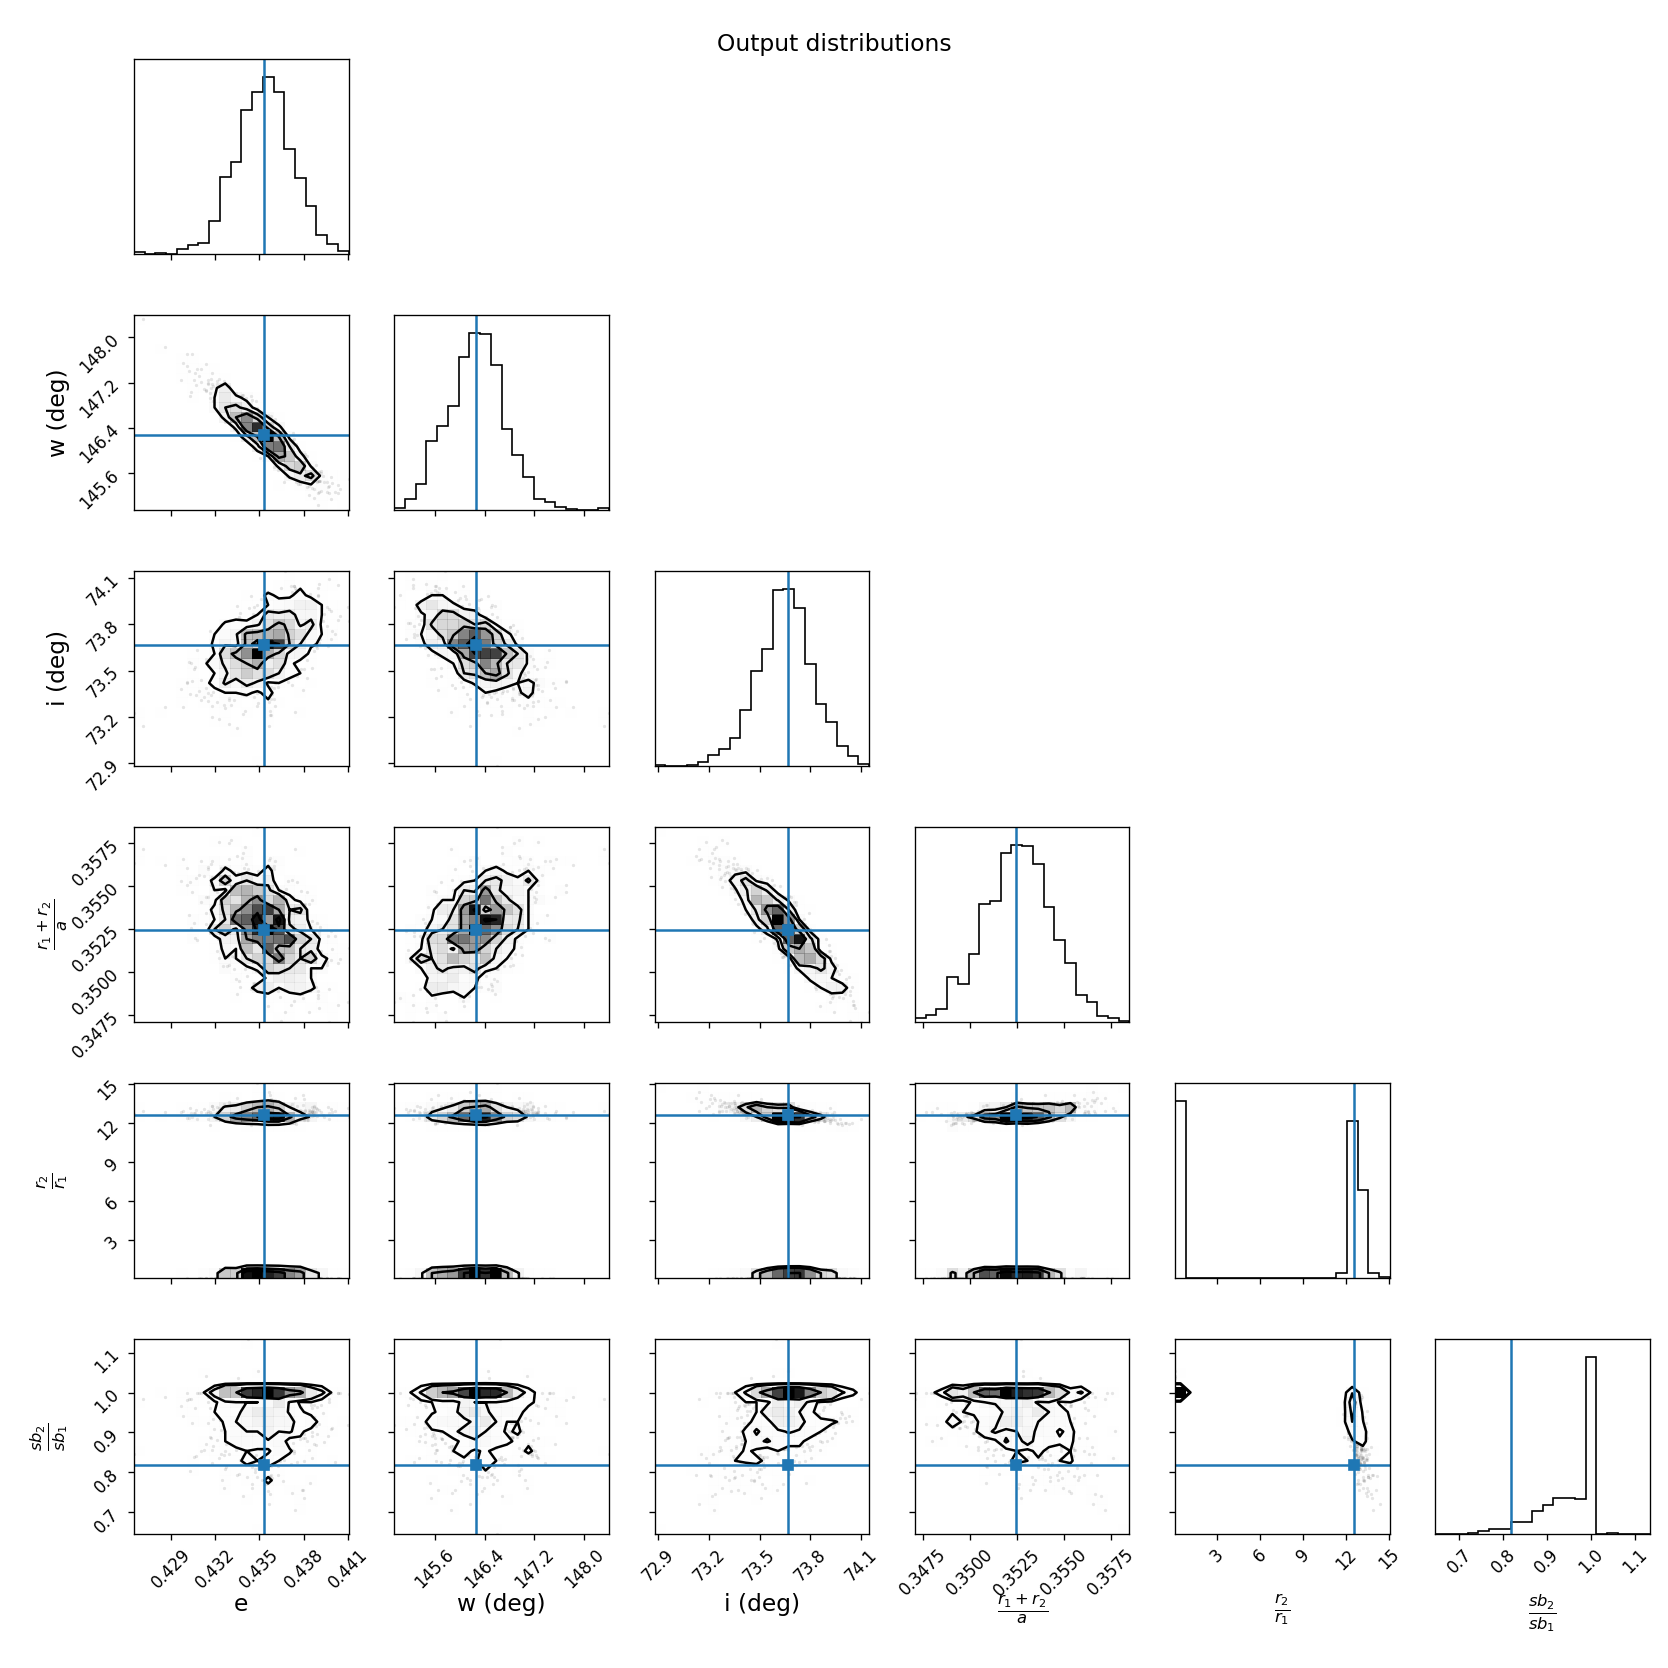 Output distributions
148.0
147.2
146.4
145.6
w (deg)
74.1
73.8
73.5
73.2
72.9
i (deg)
0.3575
0.3550
0.3525
0.3500
0.3475
r₁ + r₂
a
15
12
9
6
3
r₂
r₁
1.1
1.0
0.9
0.8
0.7
sb₂
sb₁
0.429 0.432 0.435 0.438 0.441
145.6 146.4 147.2 148.0
72.9 73.2 73.5 73.8 74.1
0.3475 0.3500 0.3525 0.3550 0.3575
3 6 9 12 15
0.7 0.8 0.9 1.0 1.1
e
w (deg)
i (deg)
r₁ + r₂
a
r₂
r₁
sb₂
sb₁